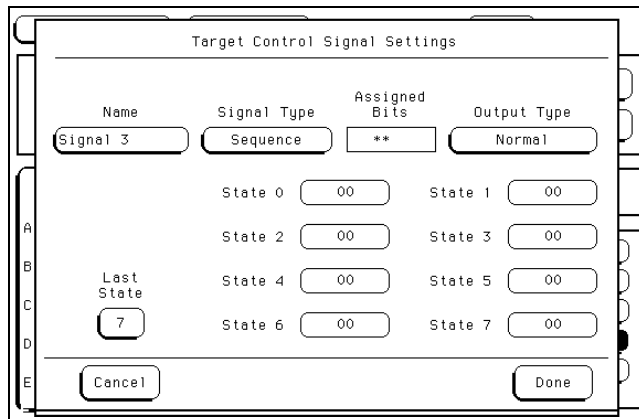 Target Control Signal Settings
Name
Signal Type
Assigned
Bits
Output Type
Signal 3
Sequence
**
Normal
State 0 00
State 1 00
State 2 00
State 3 00
Last
State
7
State 4 00
State 5 00
State 6 00
State 7 00
A
B
C
D
E
Cancel
Done